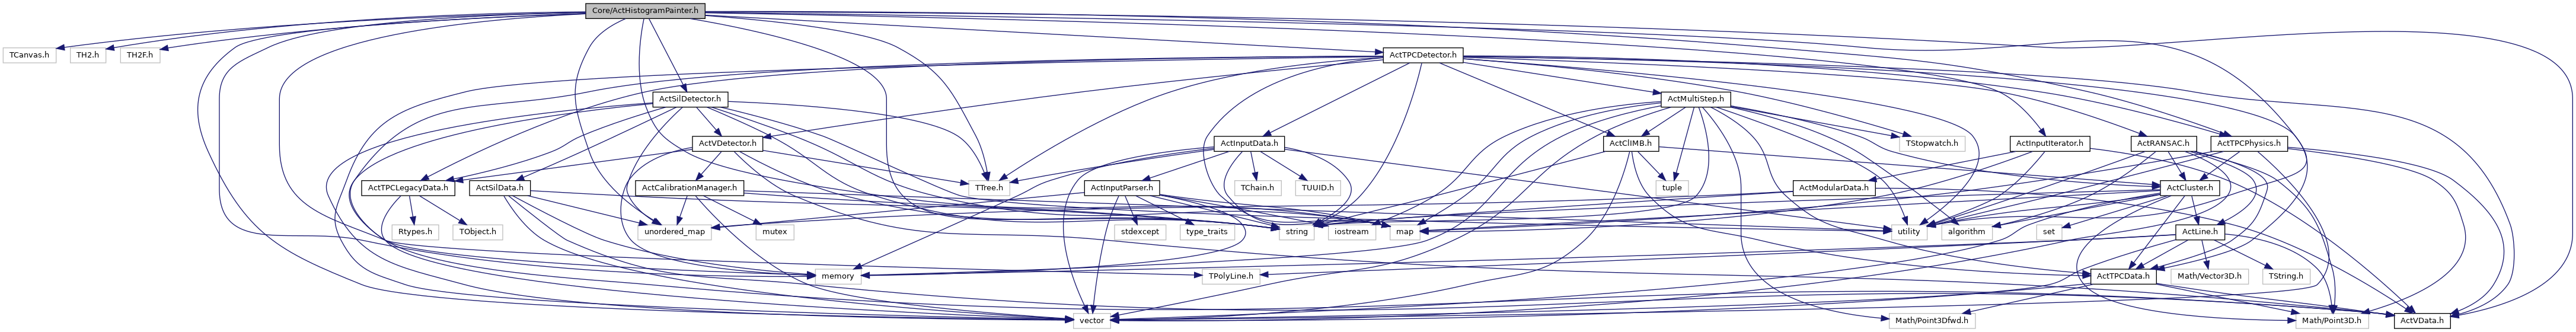 Core/ActHistogramPainter.h
TCanvas.h
TH2.h
TH2F.h
ActTPCDetector.h
ActSilDetector.h
ActMultiStep.h
ActVDetector.h
ActInputData.h
ActClIMB.h
TStopwatch.h
ActInputIterator.h
ActRANSAC.h
ActTPCPhysics.h
ActTPCLegacyData.h
ActSilData.h
ActCalibrationManager.h
TTree.h
ActInputParser.h
TChain.h
TUUID.h
tuple
ActModularData.h
ActCluster.h
Rtypes.h
TObject.h
unordered_map
mutex
stdexcept
type_traits
string
iostream
map
utility
algorithm
set
ActLine.h
memory
TPolyLine.h
ActTPCData.h
Math/Vector3D.h
TString.h
vector
Math/Point3Dfwd.h
Math/Point3D.h
ActVData.h